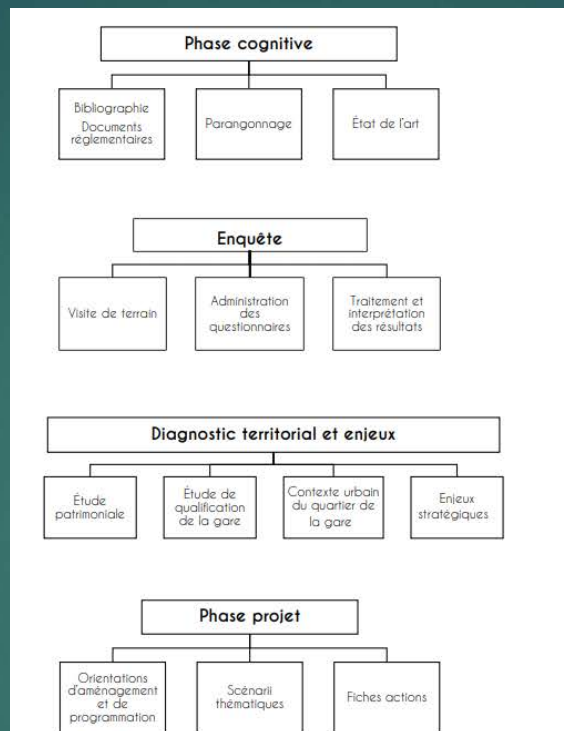 Phase cognitive
Bibliographie
Documents
réglementaires
Parangonnage
État de l'art
Enquête
Visite de terrain
Administration
des
questionnaires
Traitement et
interprétation
des résultats
Diagnostic territorial et enjeux
Étude
patrimoniale
Étude de
qualification
de la gare
Contexte urbain
du quartier de
la gare
Enjeux
stratégiques
Phase projet
Orientations
d'aménagement
et de
programmation
Scénarii
thématiques
Fiches actions